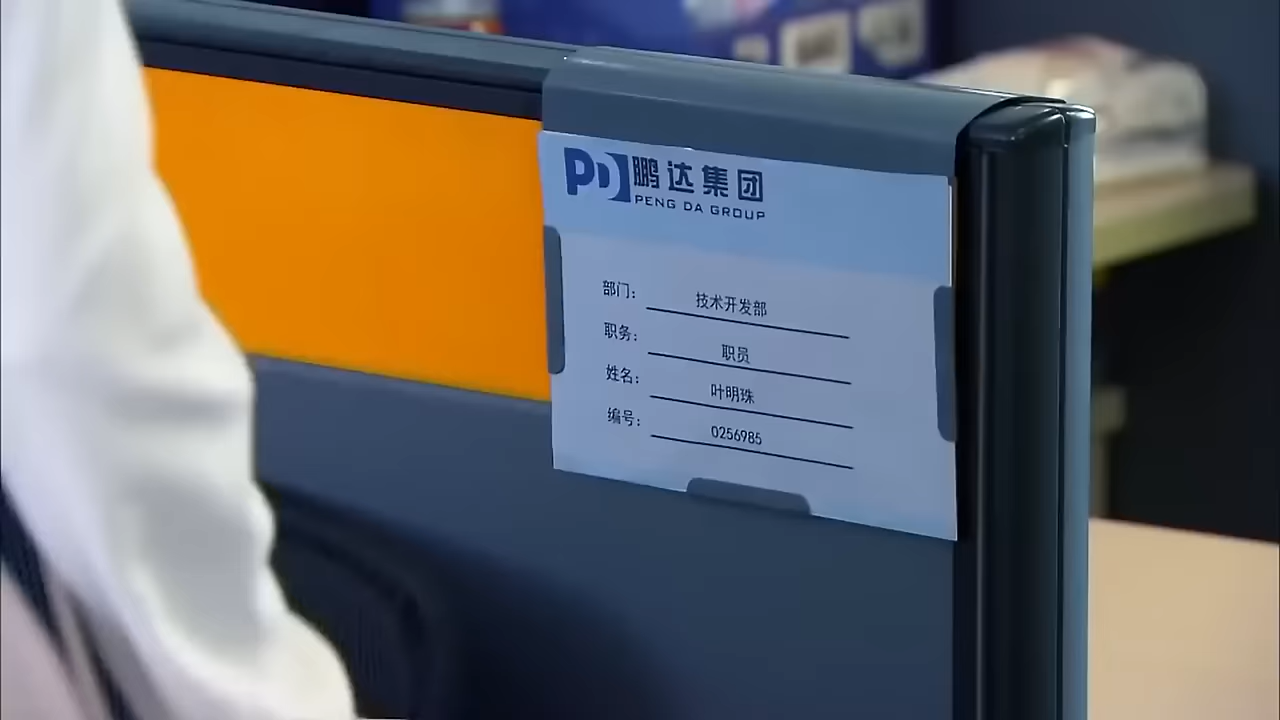 PD 鹏达集团
PENG DA GROUP
部门： 技术开发部
职务： 职员
姓名： 叶明珠
编号： 0256985